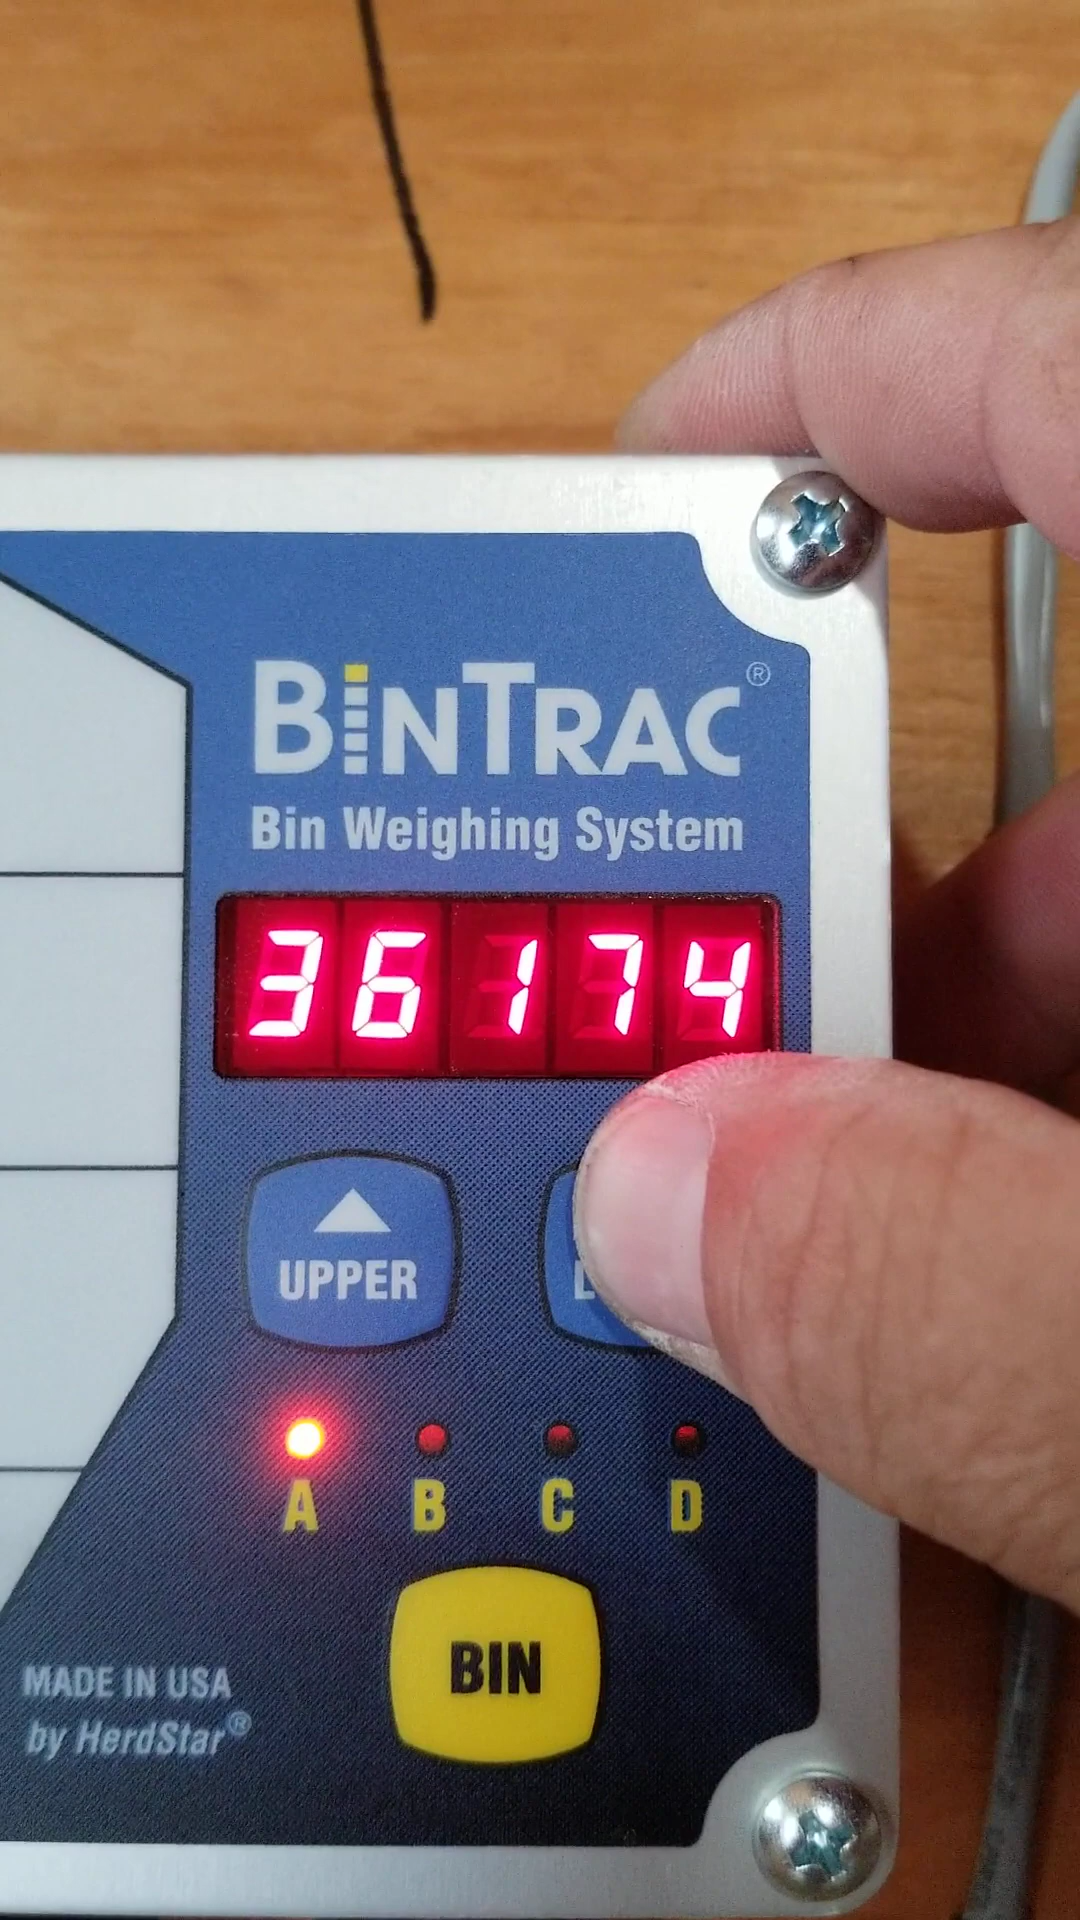 BinTrac®
Bin Weighing System
36174
UPPER
A B C D
BIN
MADE IN USA
by HerdStar®